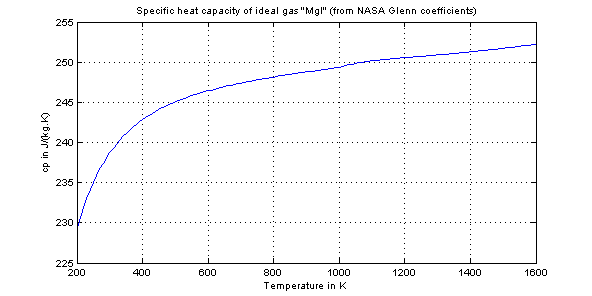 Specific heat capacity of ideal gas "MgI" (from NASA Glenn coefficients)
255
250
245
240
235
230
225
cp in J/(kg.K)
200 400 600 800 1000 1200 1400 1600
Temperature in K